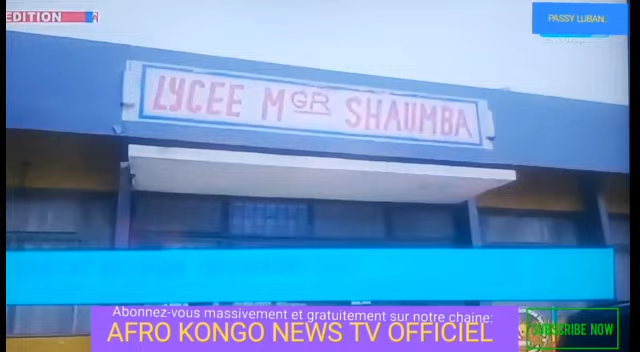 EDITION
PASSY LUBAN..
LYCEE MGR SHAUMBA
Abonnez-vous massivement et gratuitement sur notre chaine:
AFRO KONGO NEWS TV OFFICIEL
SUBSCRIBE NOW